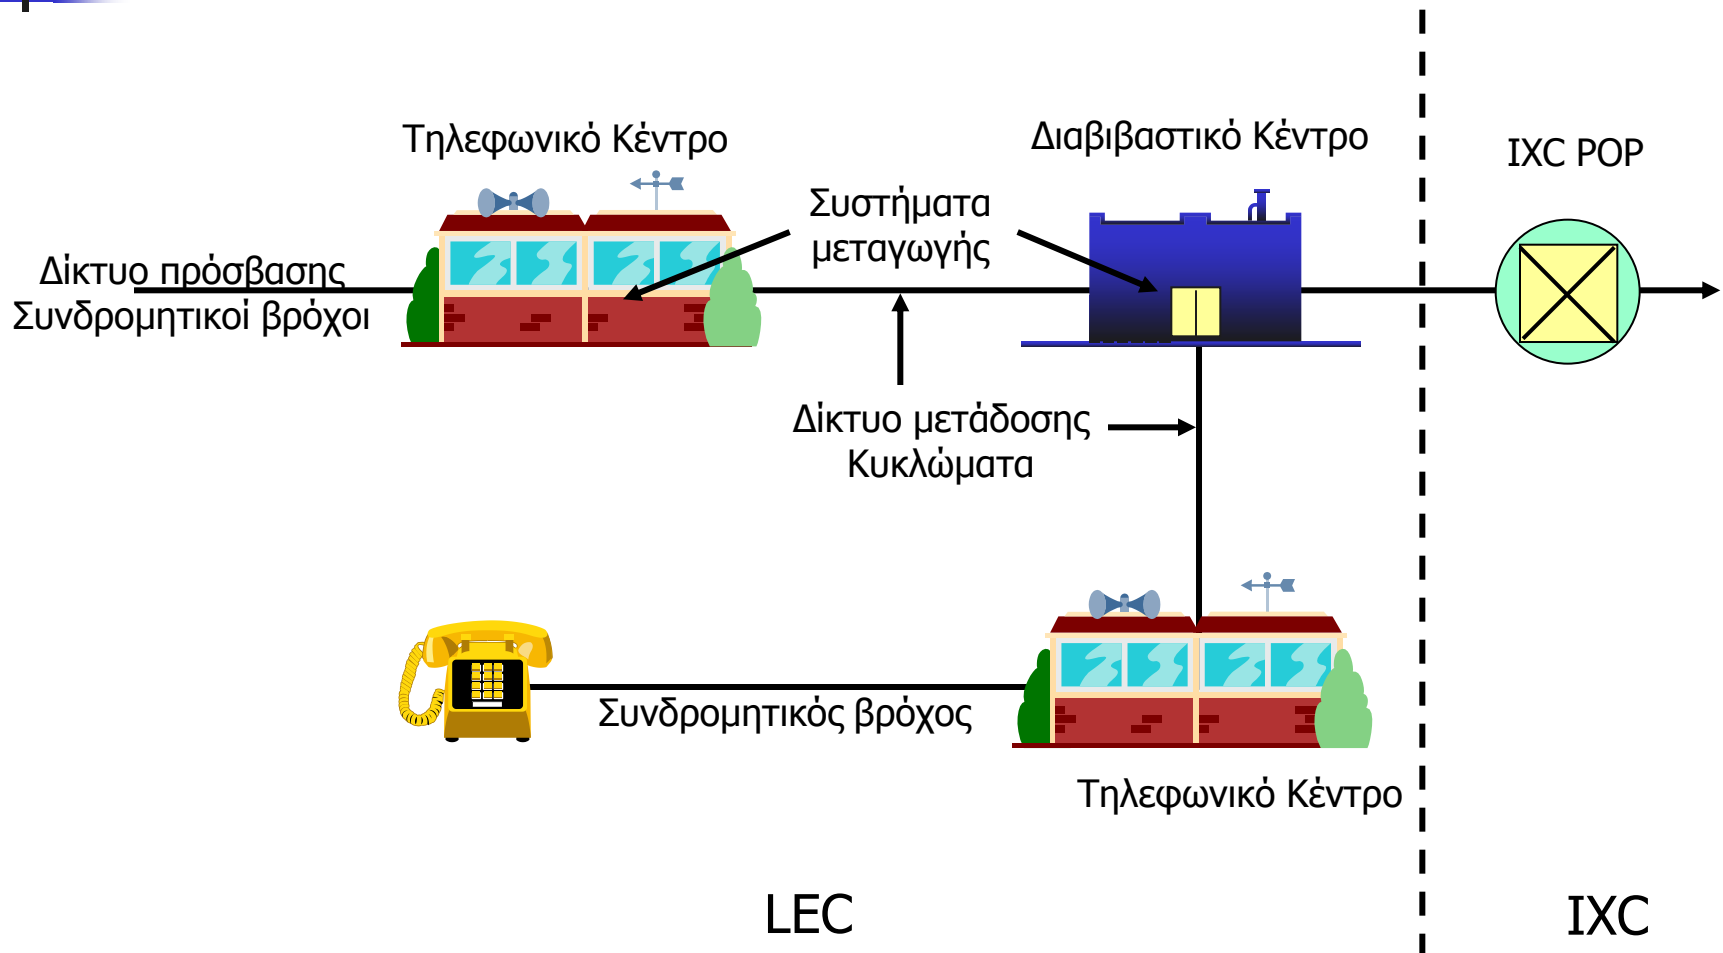 Τηλεφωνικό Κέντρο
Διαβιβαστικό Κέντρο
IXC POP
Συστήματα
μεταγωγής
Δίκτυο πρόσβασης
Συνδρομητικοί βρόχοι
Δίκτυο μετάδοσης
Κυκλώματα
Συνδρομητικός βρόχος
Τηλεφωνικό Κέντρο
LEC
IXC